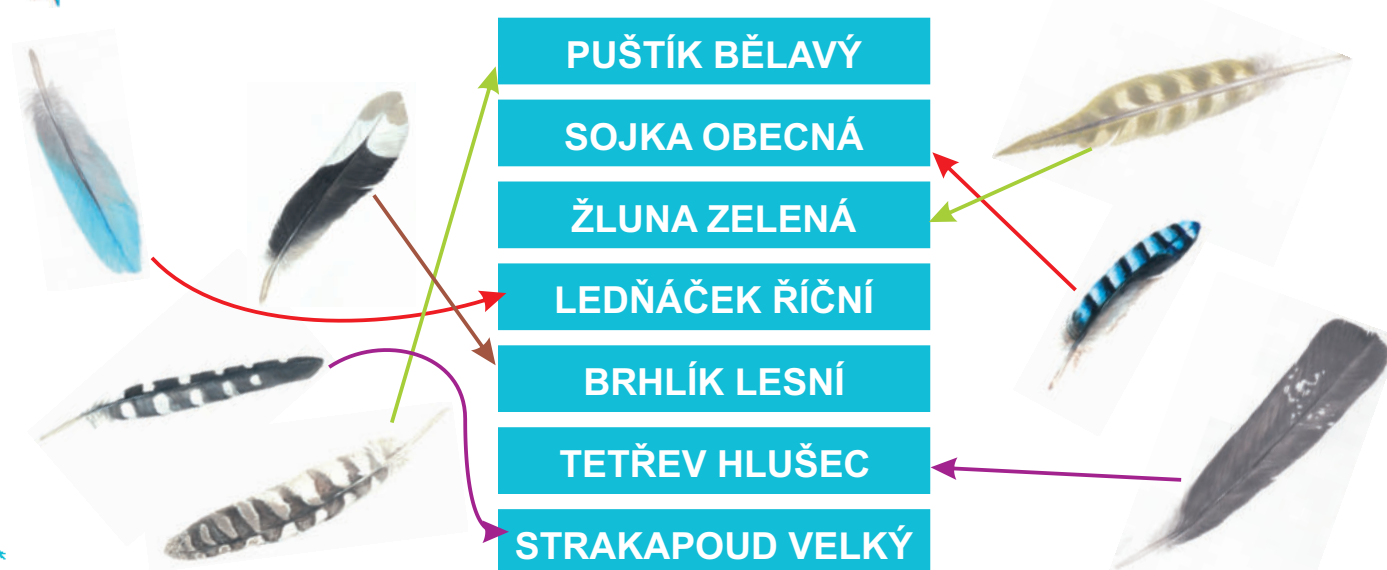 PUŠTÍK BĚLAVÝ
SOJKA OBECNÁ
ŽLUNA ZELENÁ
LEDŇÁČEK ŘÍČNÍ
BRHLÍK LESNÍ
TETŘEV HLUŠEC
STRAKAPOUD VELKÝ